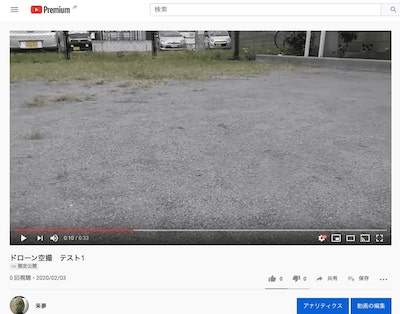 Premium JP
検索
0:10 / 0:33
ドローン空撮 テスト1
限定公開
0 回視聴・2020/02/03
0
0
共有
保存
茉夢
アナリティクス
動画の編集